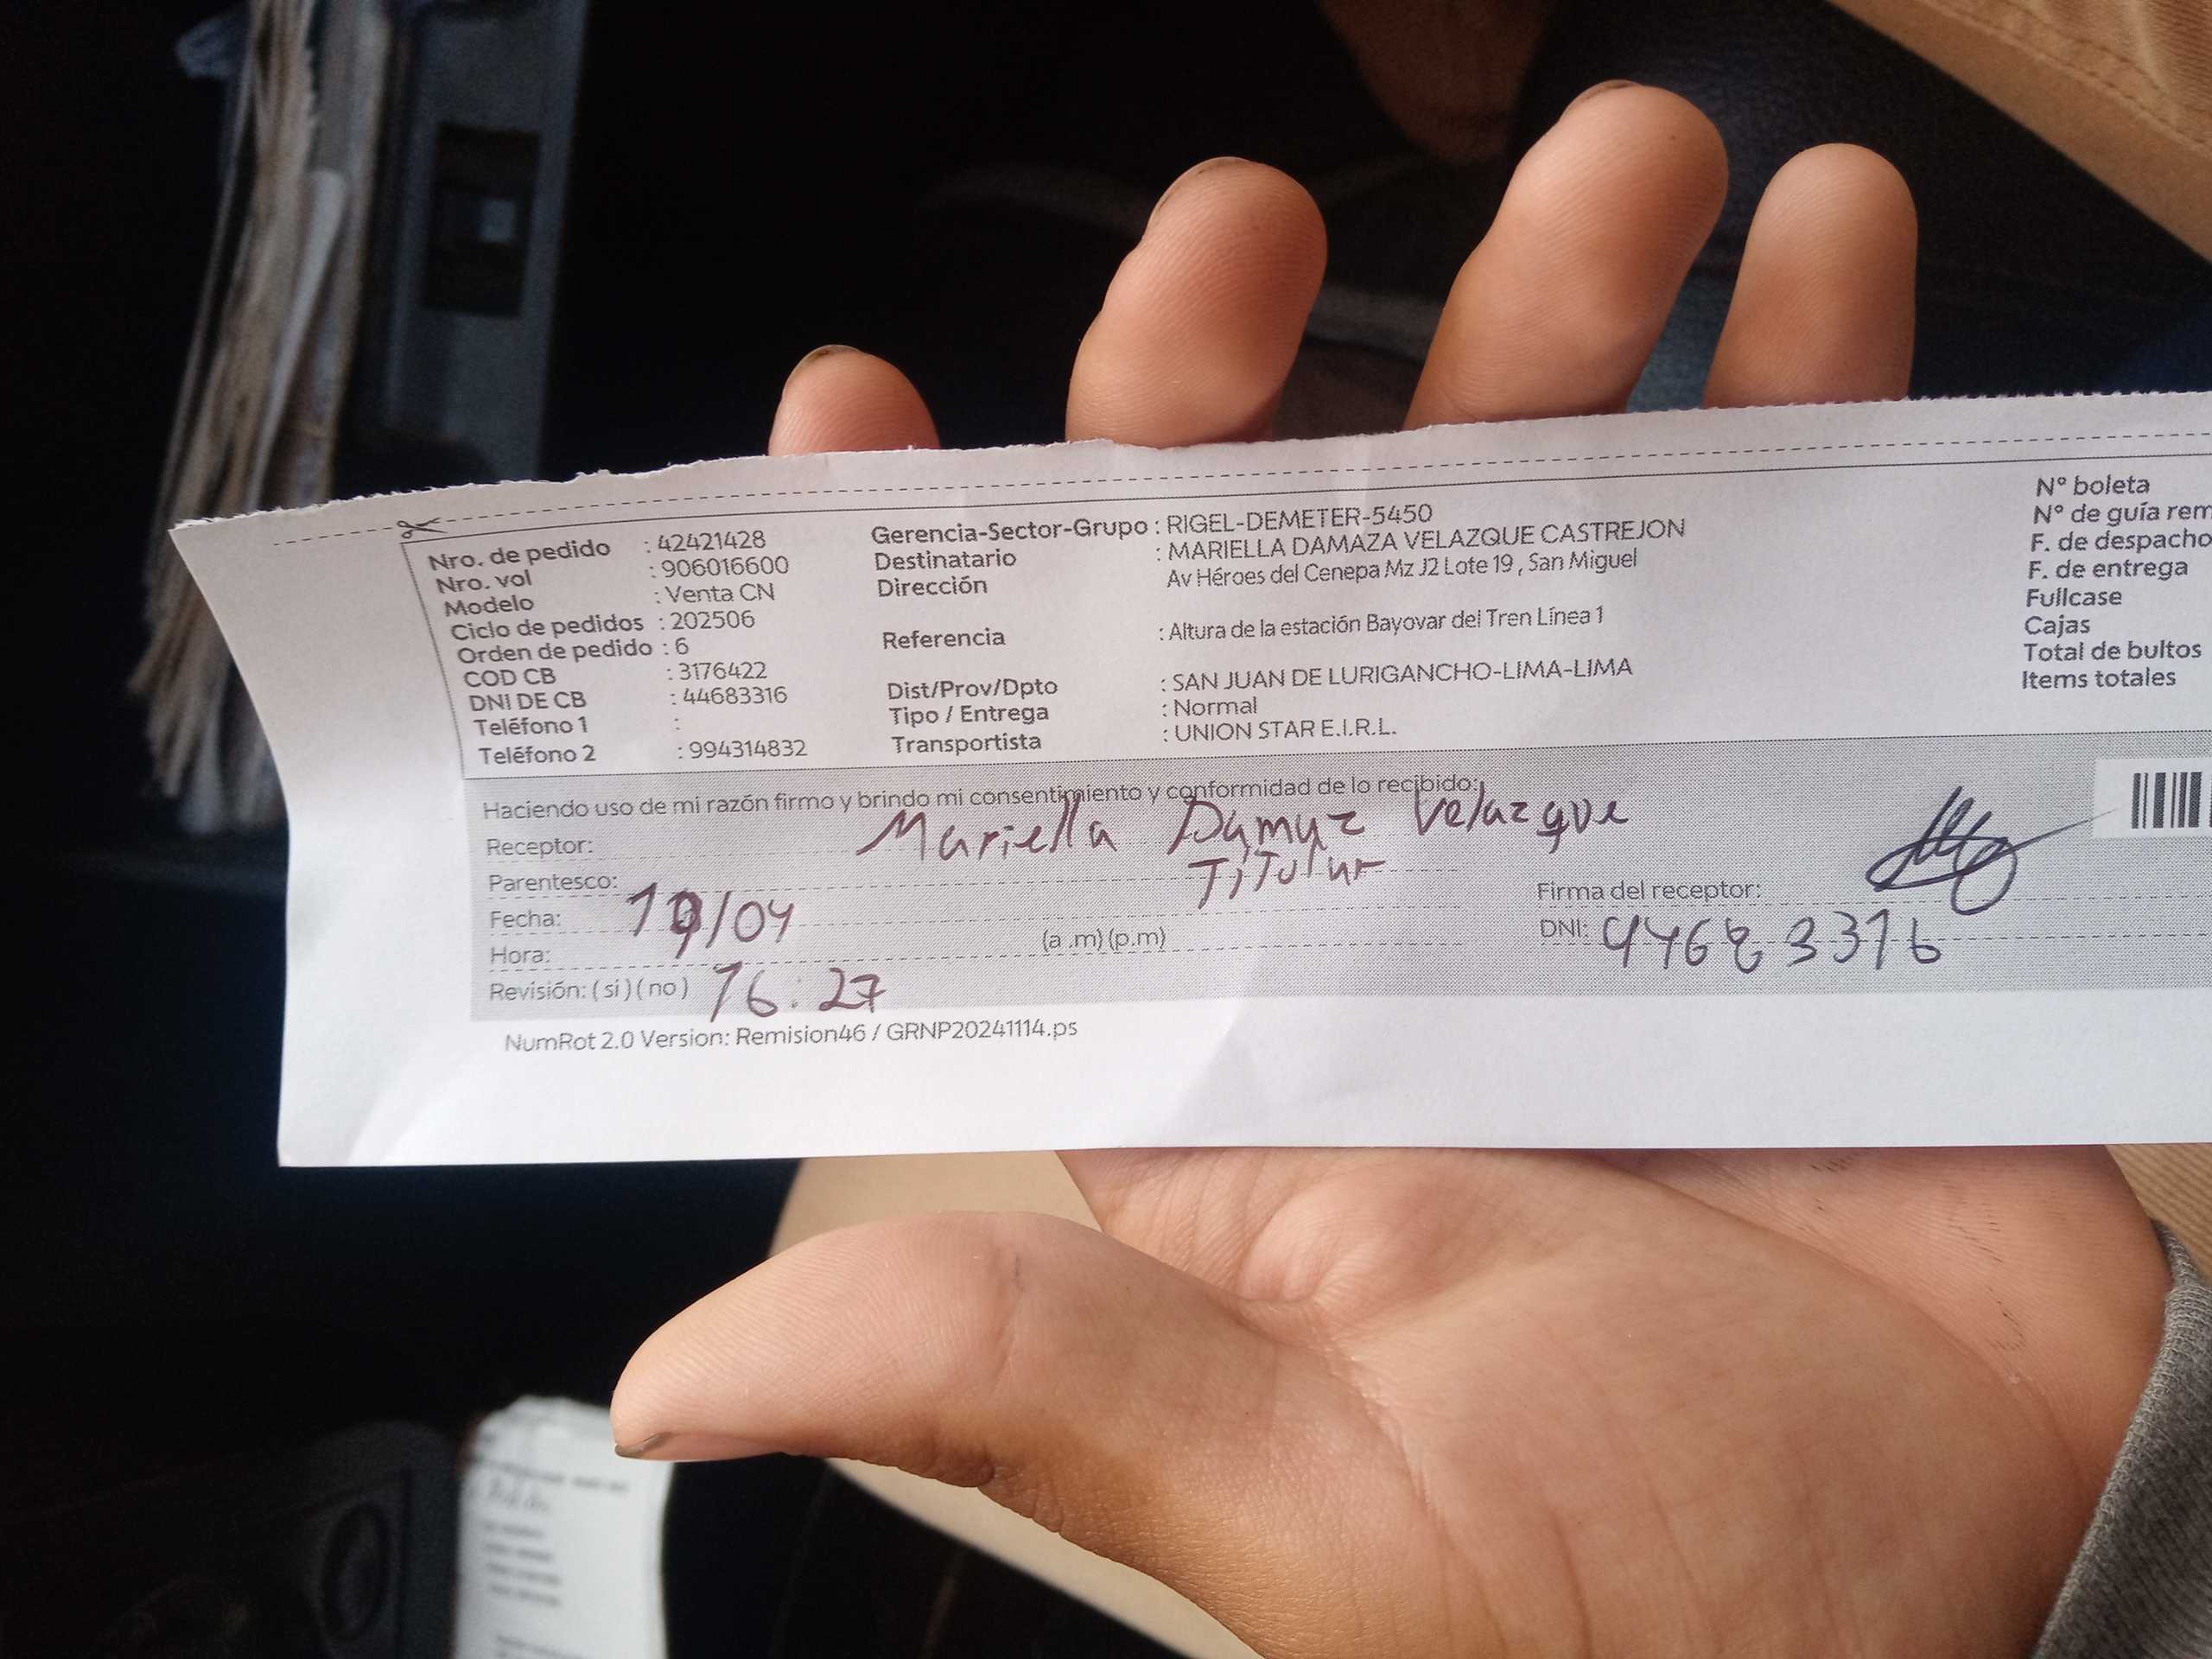 Nro. de pedido : 42421428
Nro. vol : 906016600
Modelo : Venta CN
Ciclo de pedidos : 202506
Orden de pedido : 6
COD CB : 3176422
DNI DE CB : 44683316
Teléfono 1 :
Teléfono 2 : 994314832
Gerencia-Sector-Grupo : RIGEL-DEMETER-5450
Destinatario : MARIELLA DAMAZA VELAZQUE CASTREJON
Dirección Av Héroes del Cenepa Mz J2 Lote 19 , San Miguel
Referencia : Altura de la estación Bayovar del Tren Línea 1
Dist/Prov/Dpto : SAN JUAN DE LURIGANCHO-LIMA-LIMA
Tipo / Entrega : Normal
Transportista : UNION STAR E.I.R.L.
N° boleta
N° de guía rem
F. de despacho
F. de entrega
Fullcase
Cajas
Total de bultos
Items totales
Haciendo uso de mi razón firmo y brindo mi consentimiento y conformidad de lo recibido:
Receptor: Mariella Damaz Velazque
Parentesco: Titular
Fecha: 19/04
Hora: (a .m) (p.m)
Revisión: ( si ) ( no ) 16:27
Firma del receptor:
DNI: 44683316
NumRot 2.0 Version: Remision46 / GRNP20241114.ps